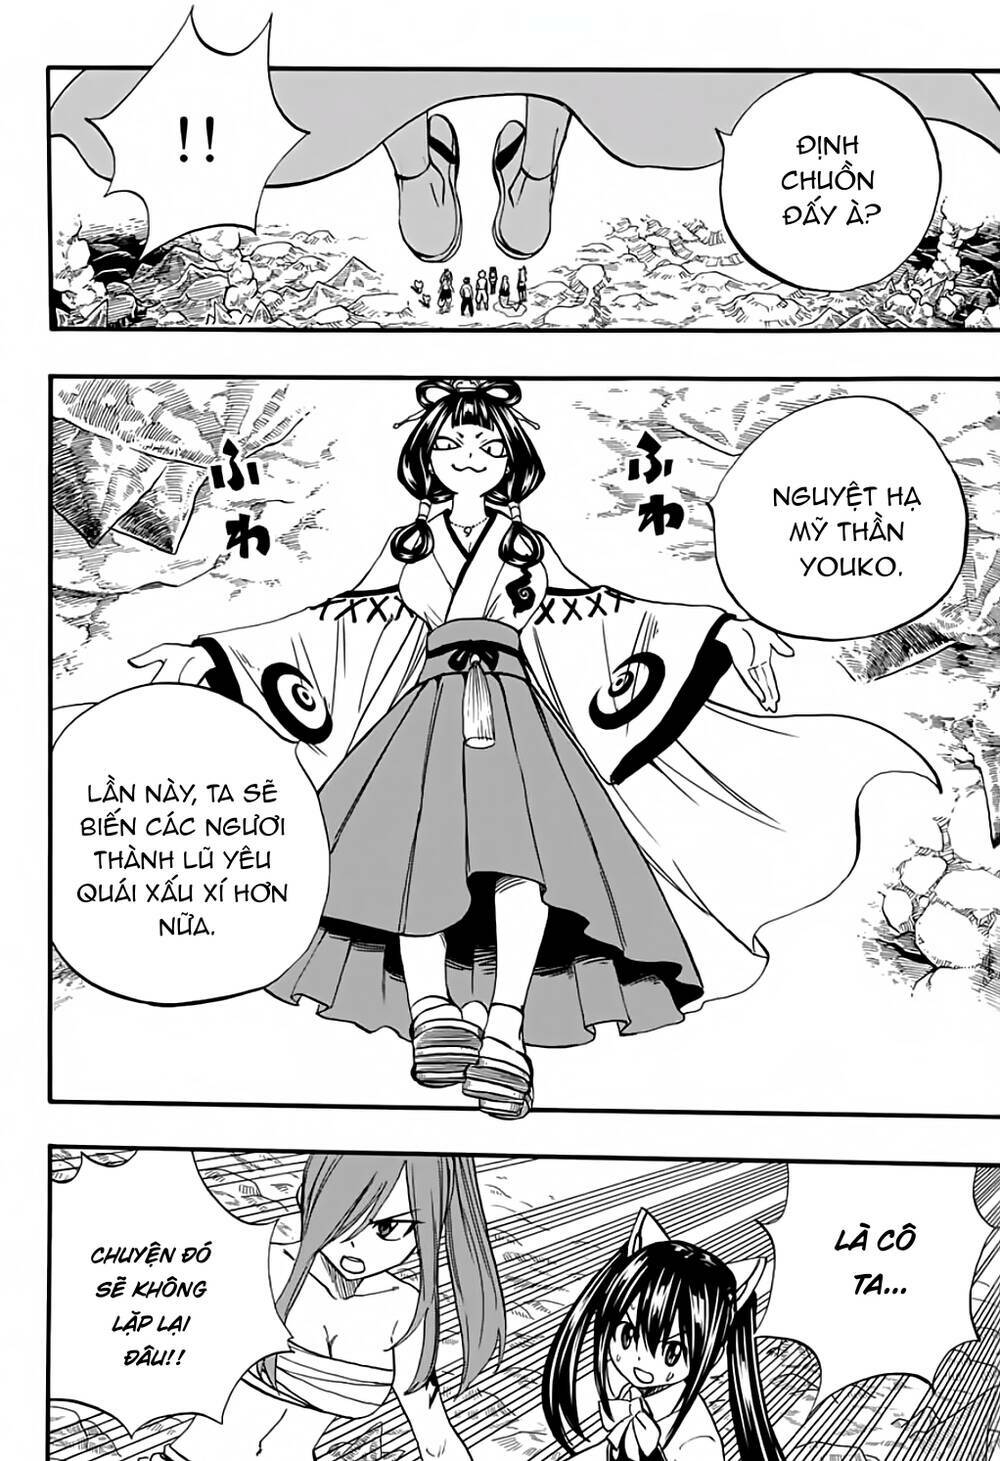 ĐỊNH
CHUỒN
ĐẤY À?
!!
NGUYỆT HẠ
MỸ THẦN
YOUKO.
ふわ
ふわ
LẦN NÀY, TA SẼ
BIẾN CÁC NGƯƠI
THÀNH LŨ YÊU
QUÁI XẤU XÍ HƠN
NỮA.
LÀ CÔ
TA...
CHUYỆN ĐÓ
SẼ KHÔNG
LẶP LẠI
ĐÂU!!